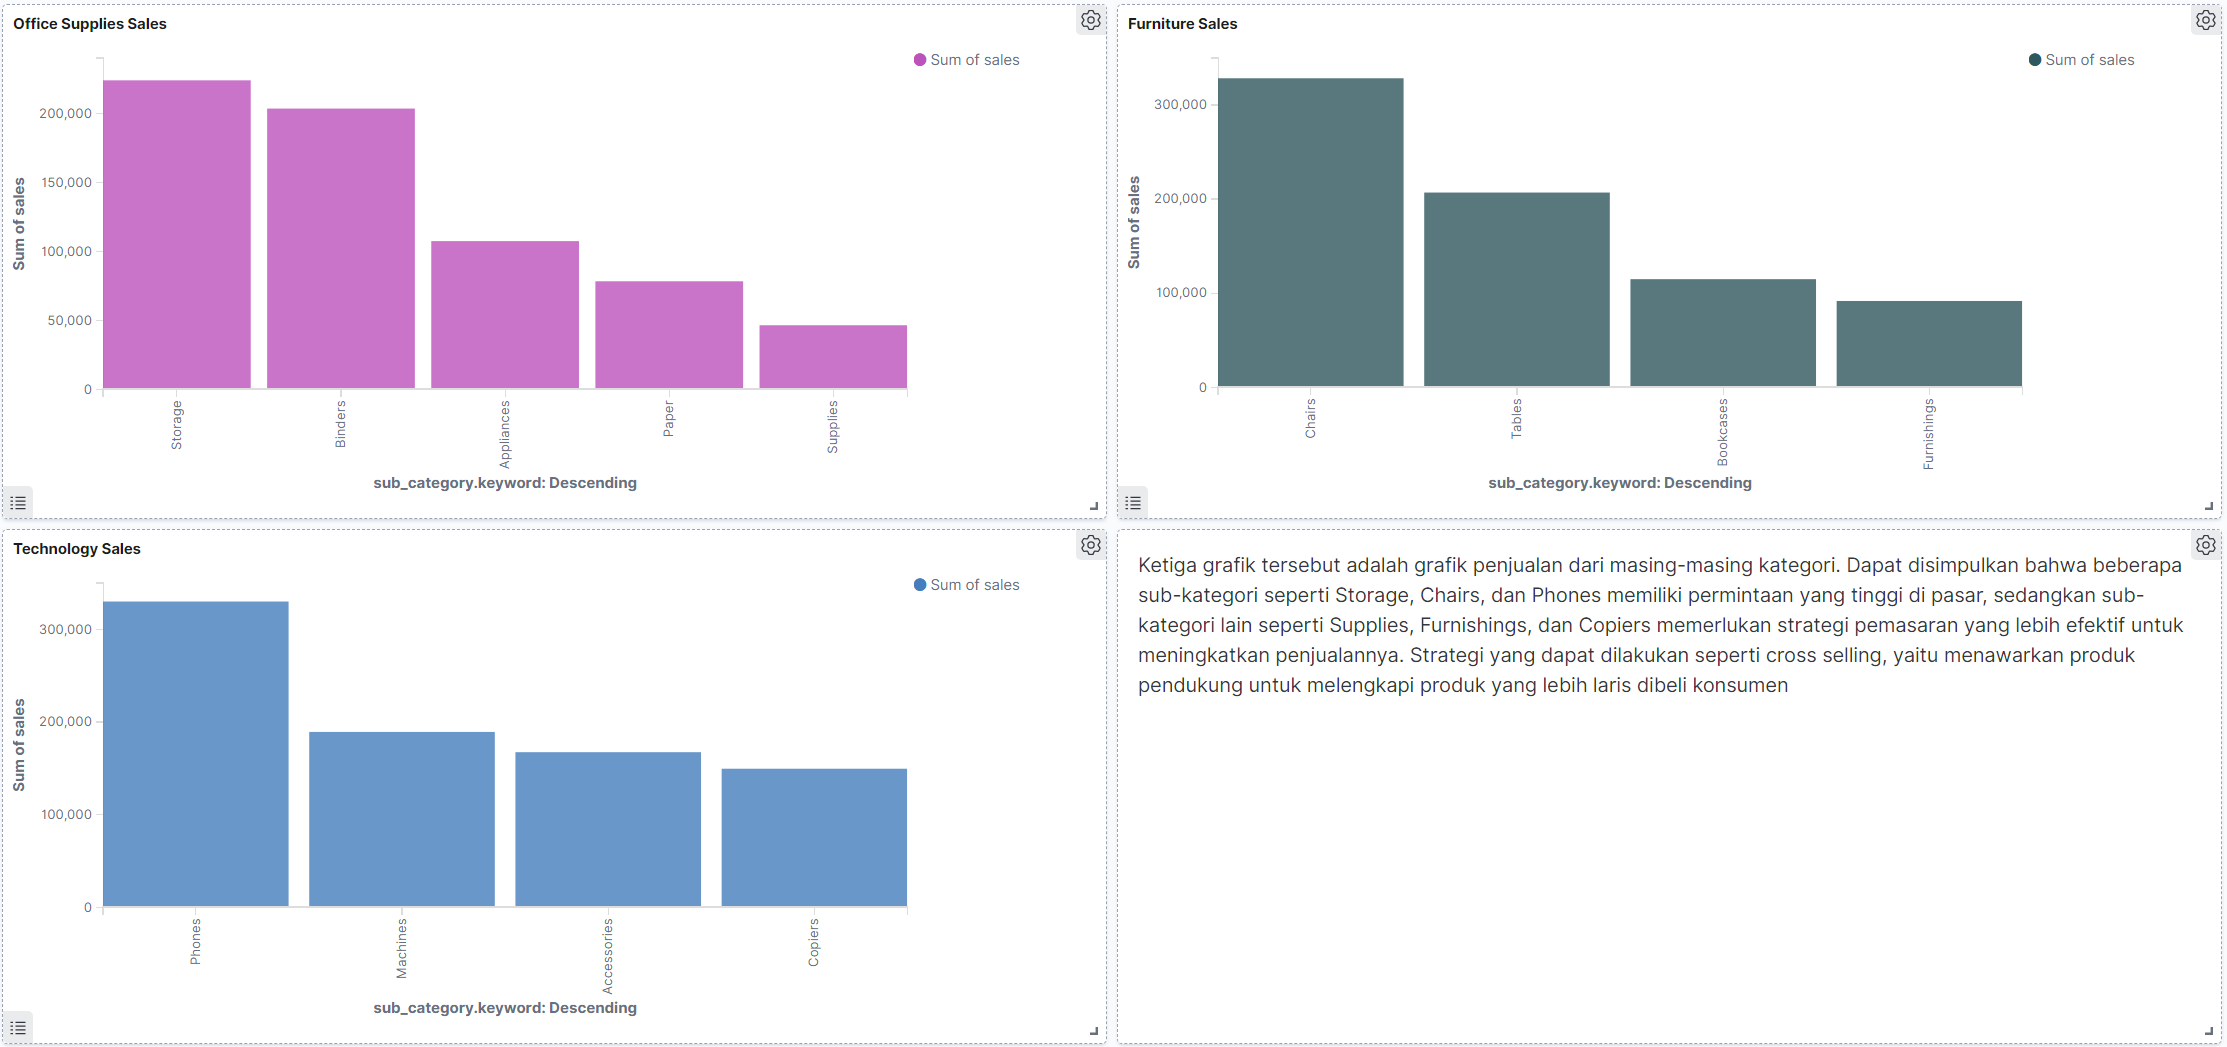 Office Supplies Sales
Sum of sales
200,000
150,000
100,000
50,000
0
Sum of sales
Storage
Binders
Appliances
Paper
Supplies
sub_category.keyword: Descending
Furniture Sales
Sum of sales
300,000
200,000
100,000
0
Sum of sales
Chairs
Tables
Bookcases
Furnishings
sub_category.keyword: Descending
Technology Sales
Sum of sales
300,000
200,000
100,000
0
Sum of sales
Phones
Machines
Accessories
Copiers
sub_category.keyword: Descending
Ketiga grafik tersebut adalah grafik penjualan dari masing-masing kategori. Dapat disimpulkan bahwa beberapa
sub-kategori seperti Storage, Chairs, dan Phones memiliki permintaan yang tinggi di pasar, sedangkan sub-
kategori lain seperti Supplies, Furnishings, dan Copiers memerlukan strategi pemasaran yang lebih efektif untuk
meningkatkan penjualannya. Strategi yang dapat dilakukan seperti cross selling, yaitu menawarkan produk
pendukung untuk melengkapi produk yang lebih laris dibeli konsumen